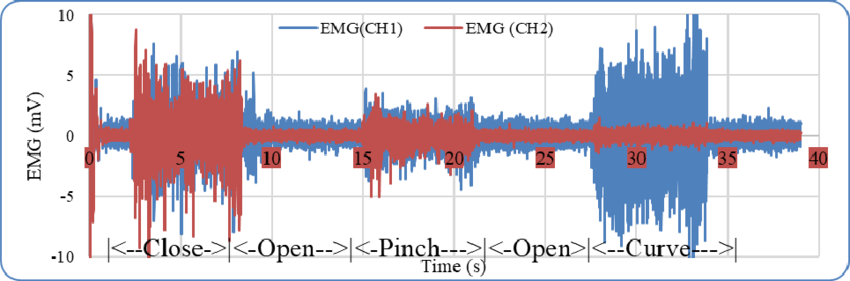 EMG(CH1) EMG (CH2)
10
5
0
-5
-10
EMG (mV)
0 5 10 15 20 25 30 35 40
|<--Close->|<-Open-->|<-Pinch--->|<-Open>|<--Curve--->|
Time (s)